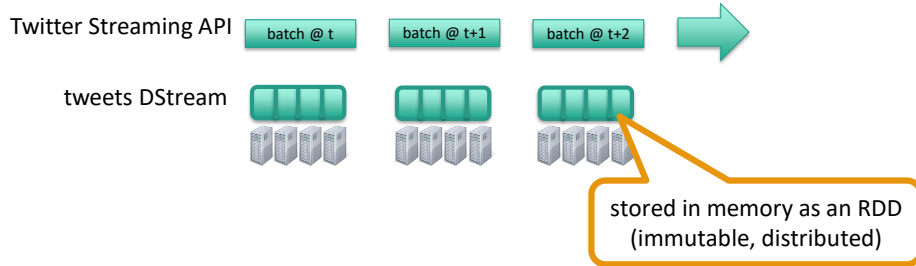 Twitter Streaming API
batch @ t
batch @ t+1
batch @ t+2
tweets DStream
stored in memory as an RDD
(immutable, distributed)